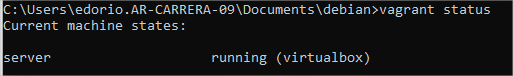 C:\Users\edorio.AR-CARRERA-09\Documents\debian>vagrant status
Current machine states:
server                    running (virtualbox)